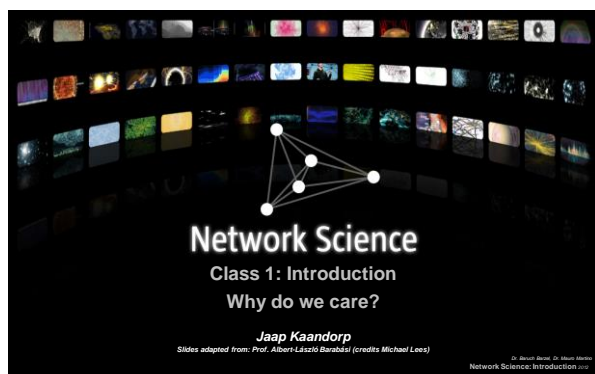 Network Science
Class 1: Introduction
Why do we care?
Jaap Kaandorp
Slides adapted from: Prof. Albert-László Barabási (credits Michael Lees)
Dr. Baruch Barzel, Dr. Mauro Martino
Network Science: Introduction 2012